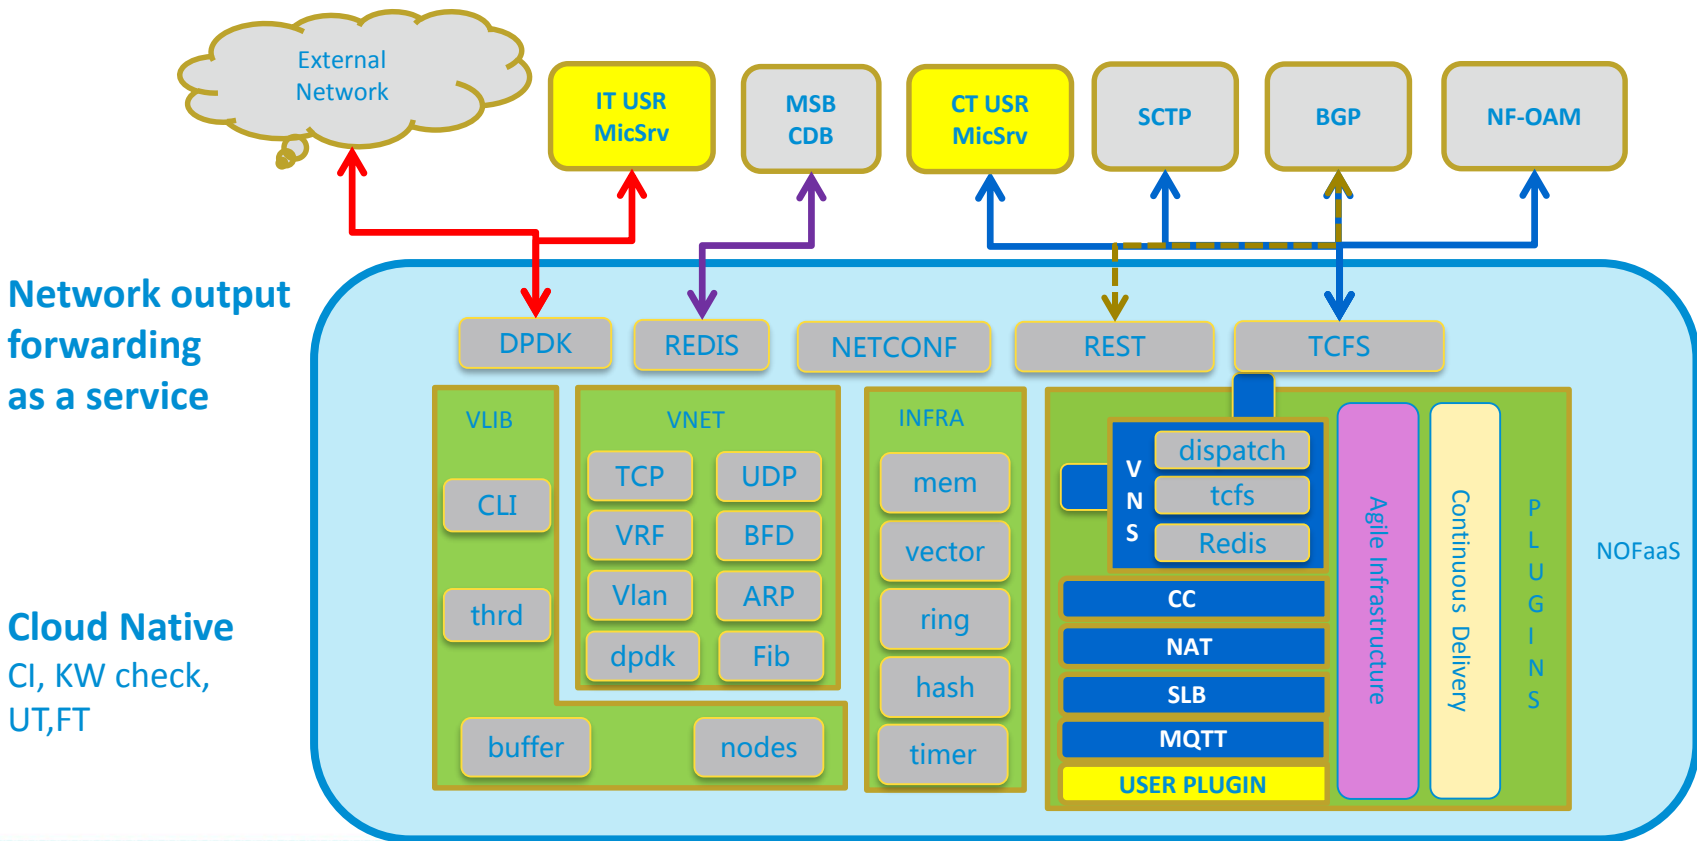 External
Network
IT USR
MicSrv
MSB
CDB
CT USR
MicSrv
SCTP
BGP
NF-OAM
Network output
forwarding
as a service
Cloud Native
CI, KW check,
UT,FT
DPDK
REDIS
NETCONF
REST
TCFS
VLIB
CLI
thrd
buffer
nodes
VNET
TCP
UDP
VRF
BFD
Vlan
ARP
dpdk
Fib
INFRA
mem
vector
ring
hash
timer
V
N
S
dispatch
tcfs
Redis
CC
NAT
SLB
MQTT
USER PLUGIN
Agile Infrastructure
Continuous Delivery
P
L
U
G
I
N
S
NOFaaS